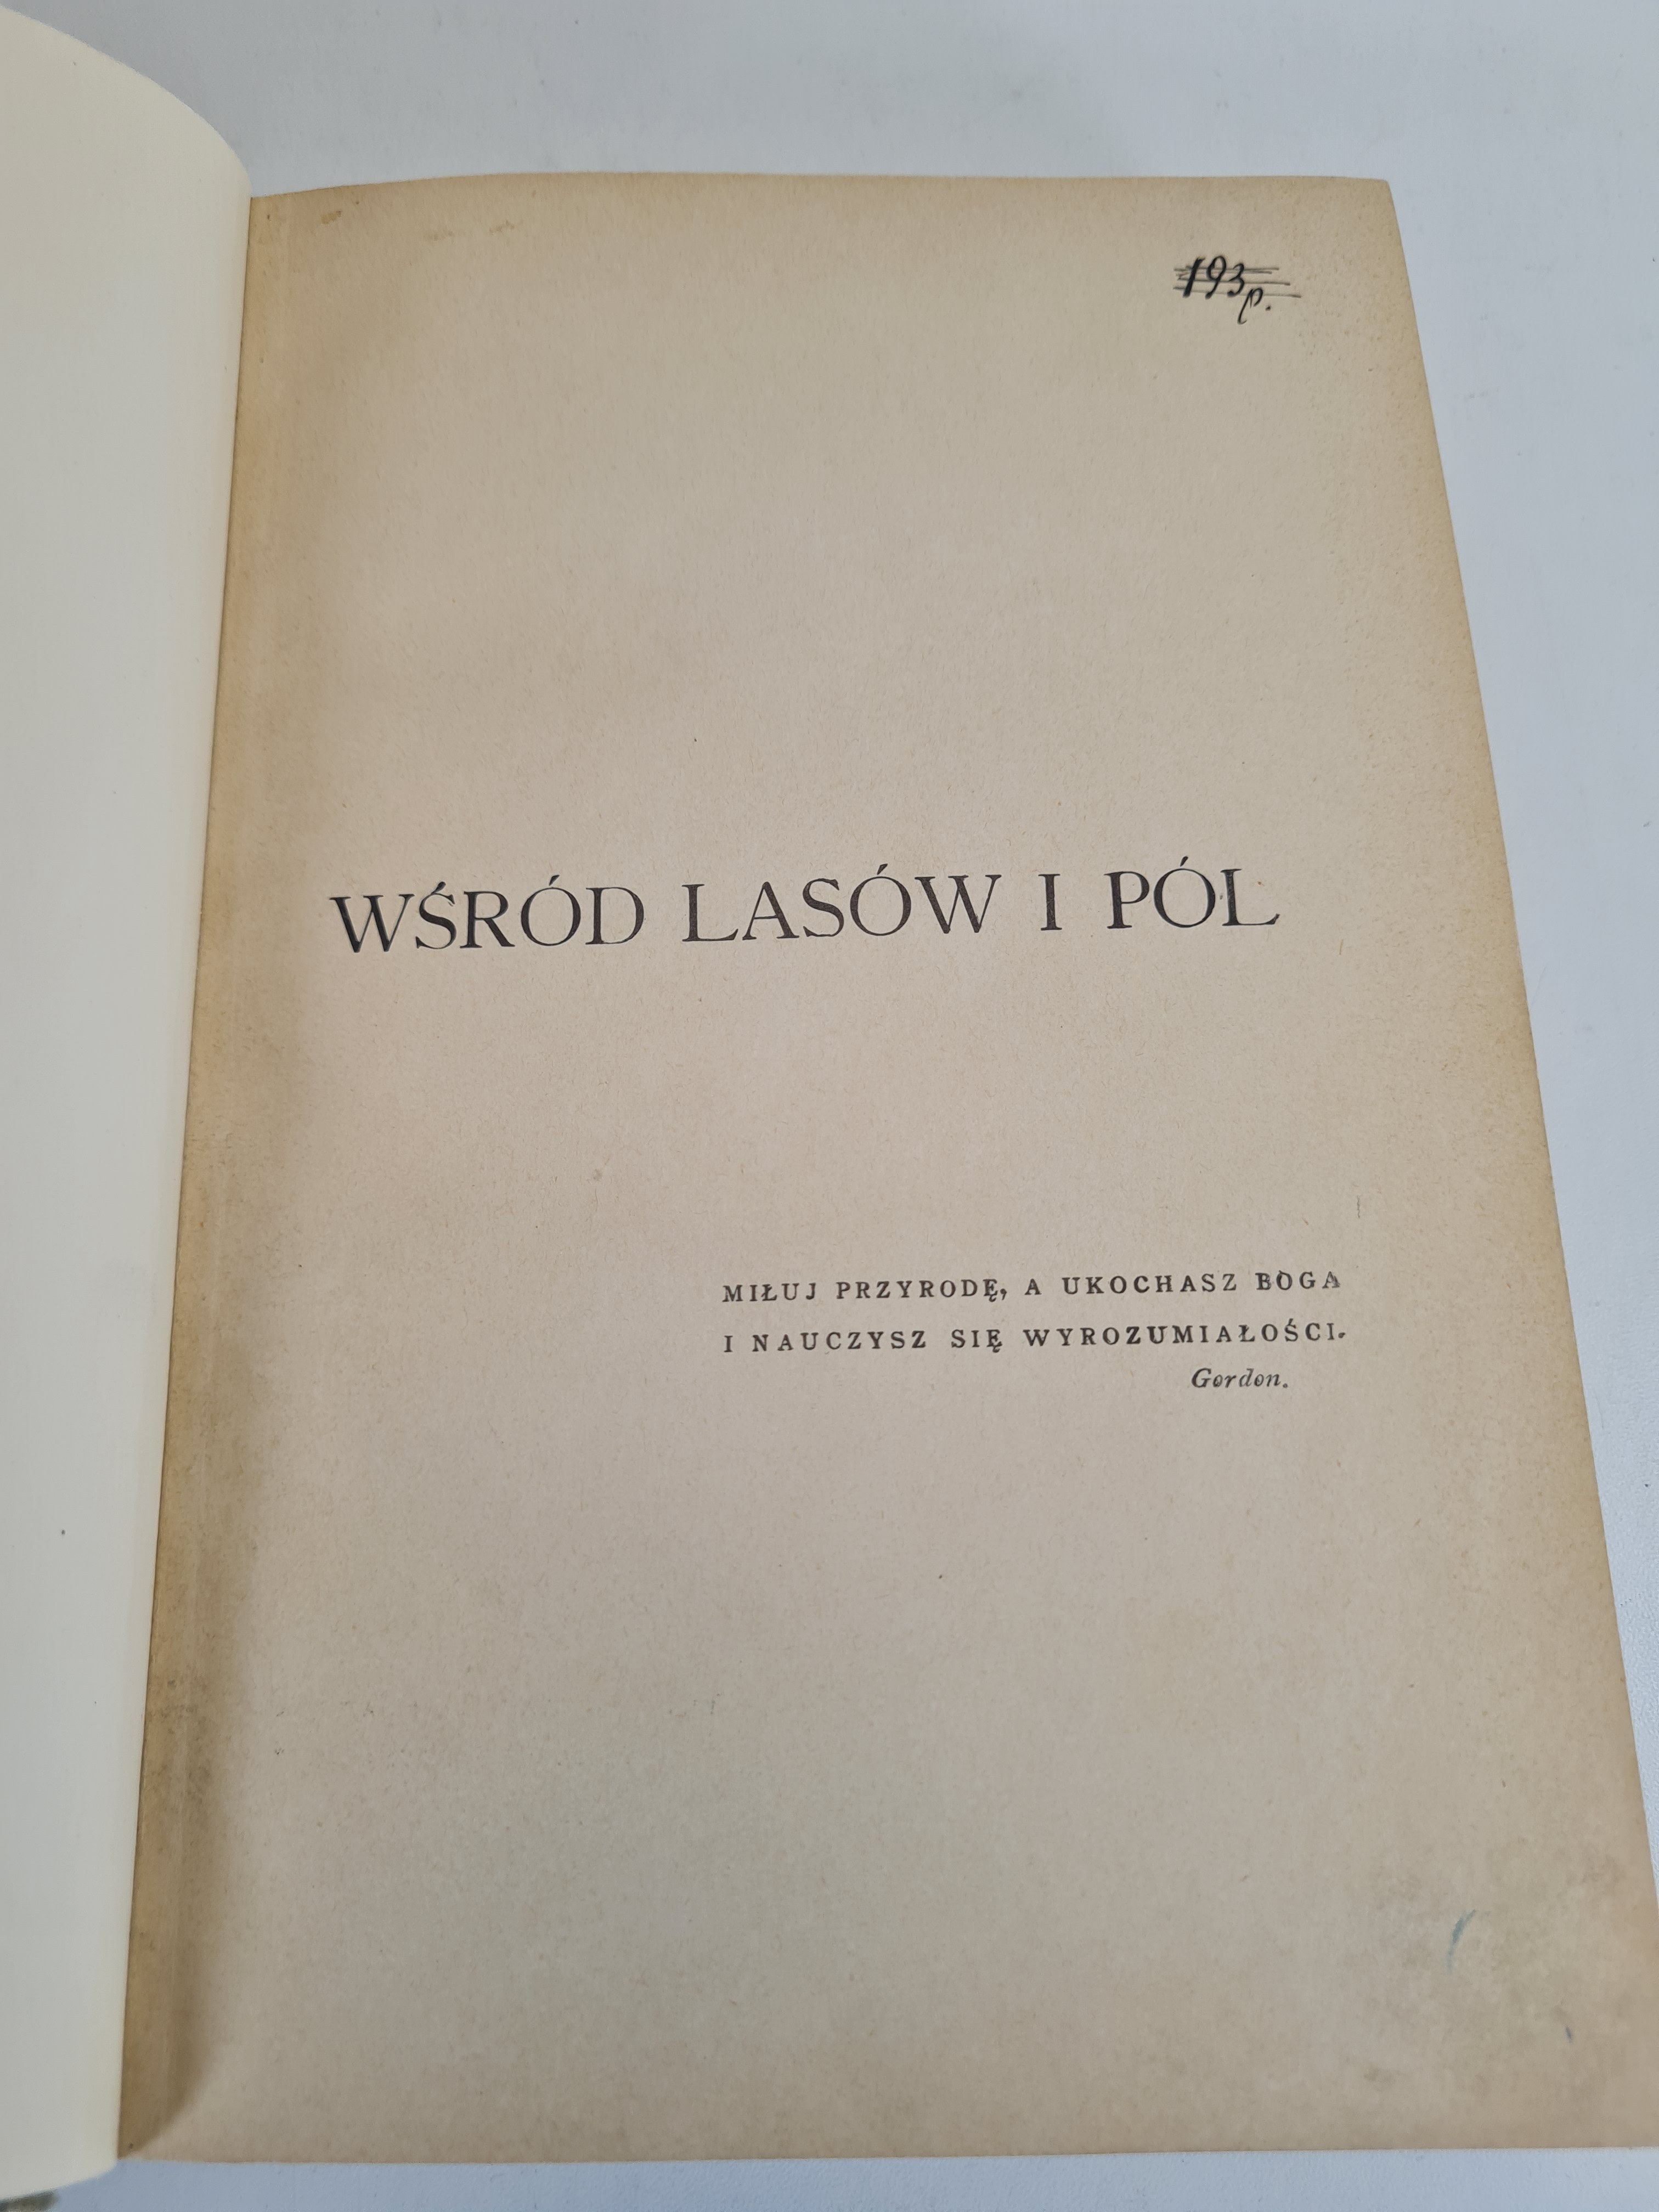 193 p.
WŚRÓD LASÓW I PÓL
MIŁUJ PRZYRODĘ, A UKOCHASZ BOGA
I NAUCZYSZ SIĘ WYROZUMIAŁOŚCI.
Gordon.